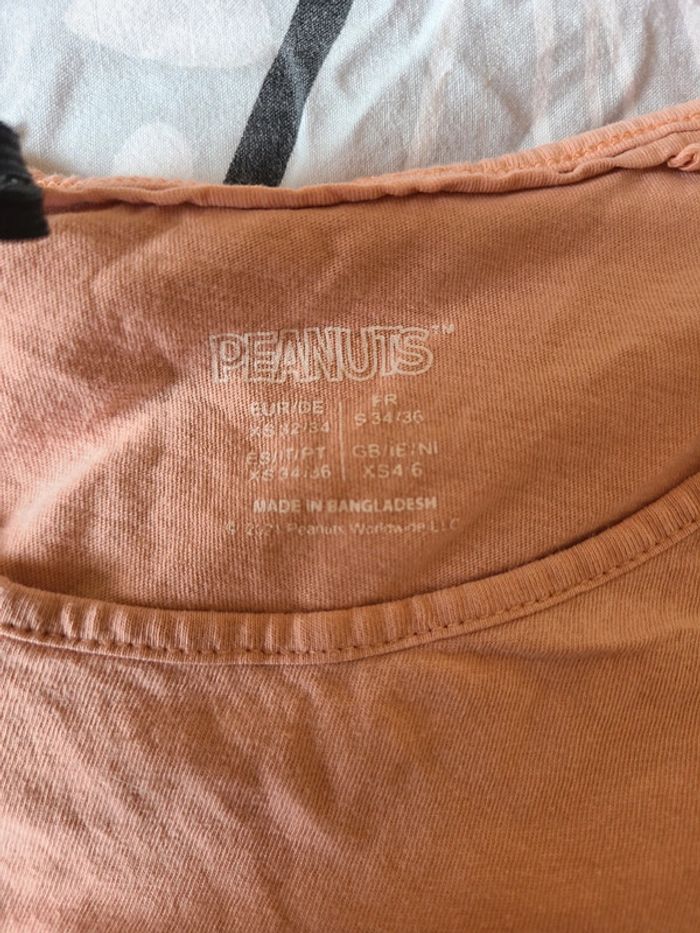 PEANUTS™
EUR/DE
XS 32/34
FR
S 34/36
ES/IT/PT
XS 34/36
GB/IE/NI
XS 4-6
MADE IN BANGLADESH
© 2021 Peanuts Worldwide LLC